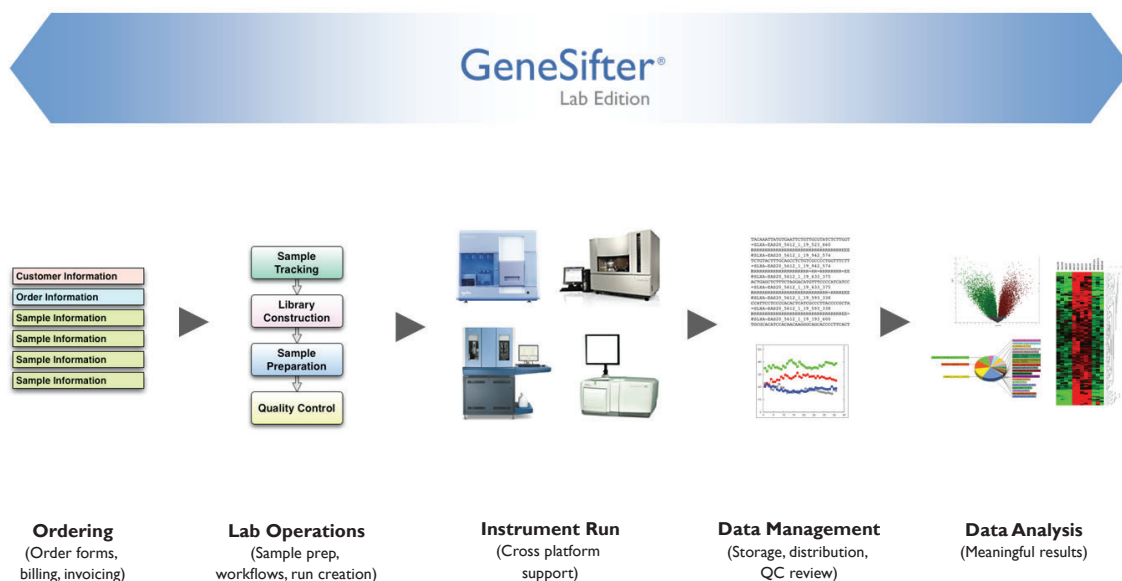 GeneSifter®
Lab Edition
Customer Information
Order Information
Sample Information
Sample Information
Sample Information
Sample Information
Sample
Tracking
Library
Construction
Sample
Preparation
Quality Control
Ordering
(Order forms,
billing, invoicing)
Lab Operations
(Sample prep,
workflows, run creation)
Instrument Run
(Cross platform
support)
Data Management
(Storage, distribution,
QC review)
Data Analysis
(Meaningful results)